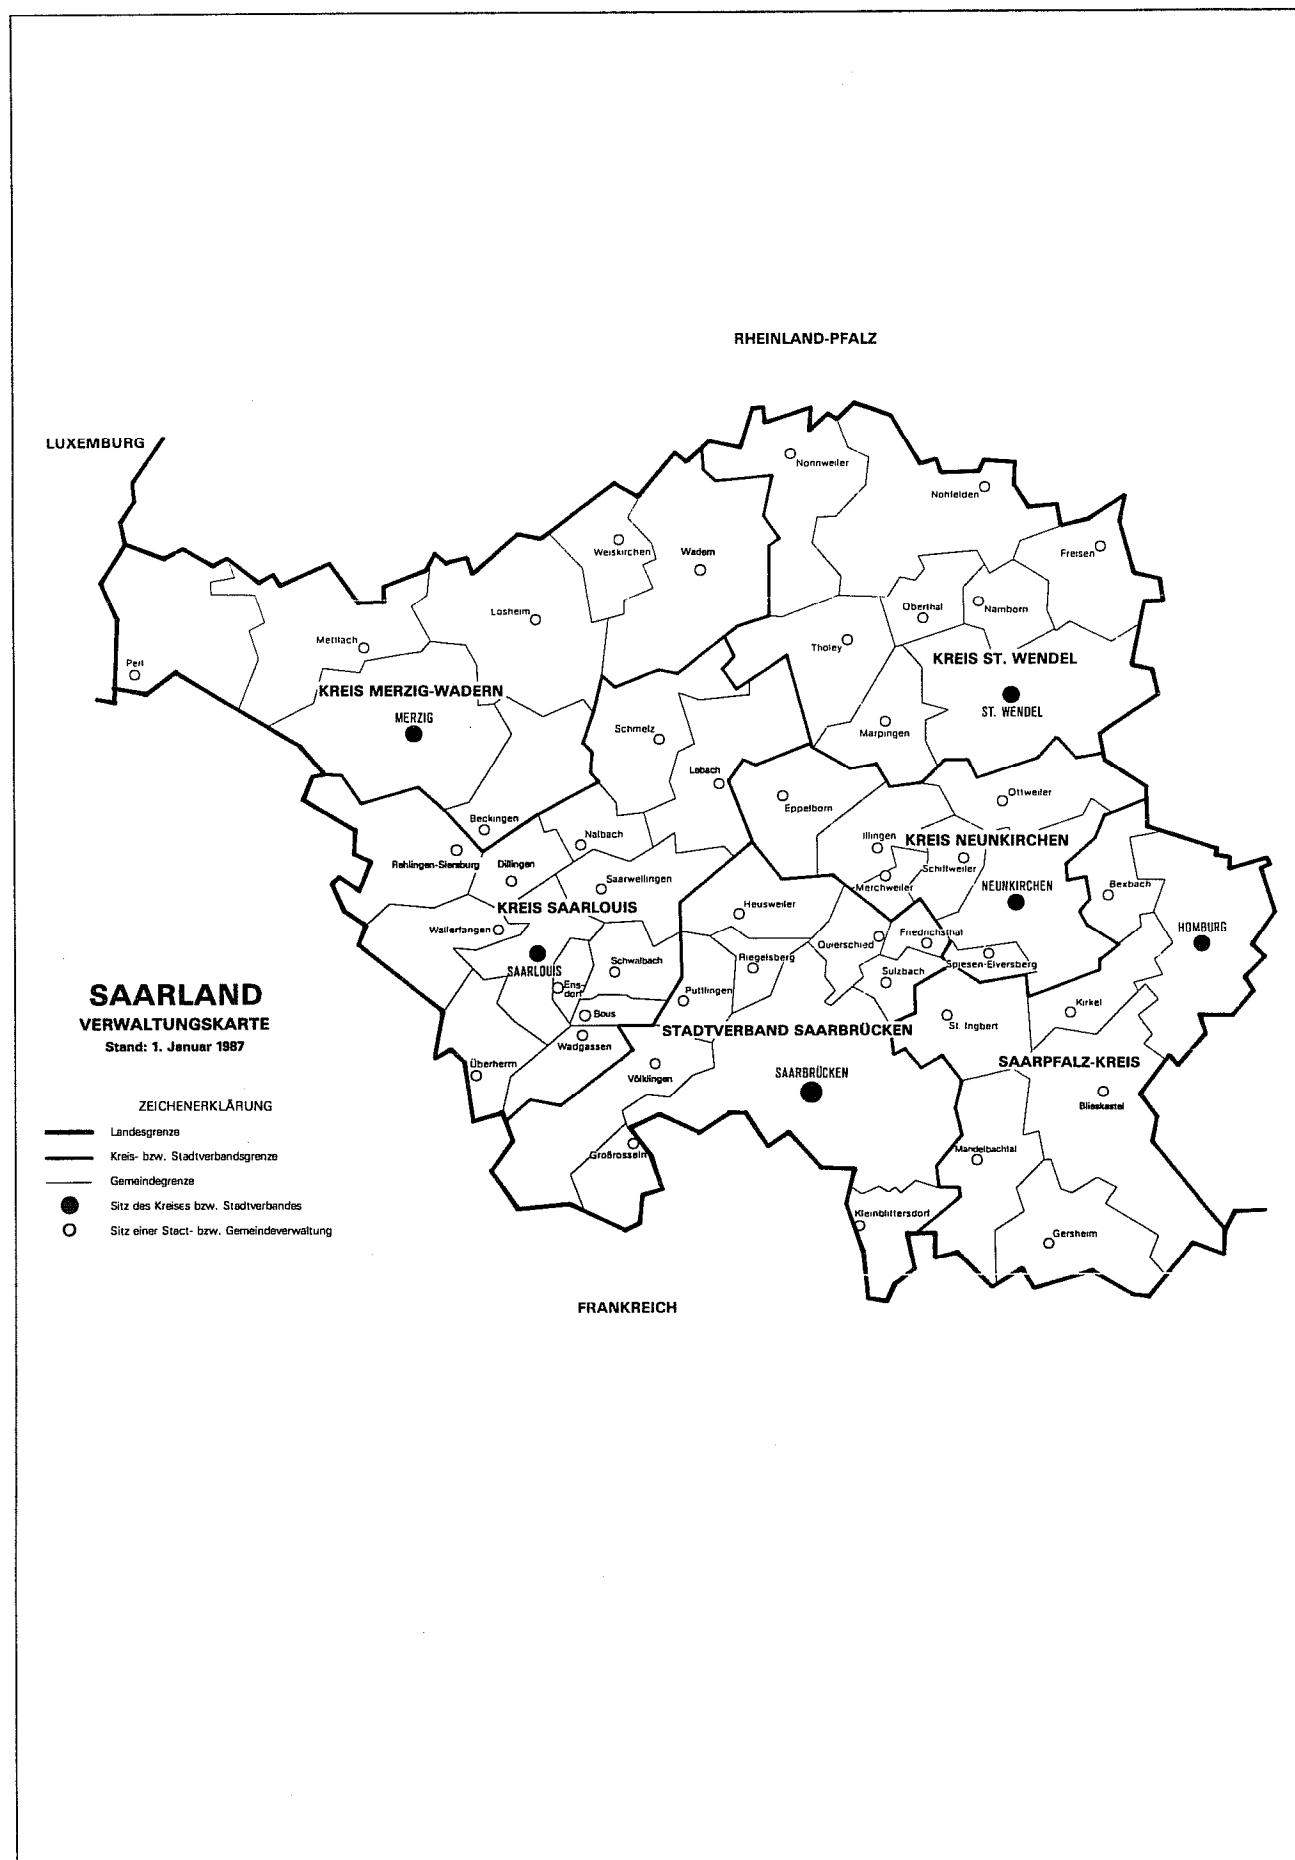 RHEINLAND-PFALZ
LUXEMBURG
Nonnweiler
Nohfelden
Weiskirchen
Wadern
Freisen
Losheim
Oberthal
Namborn
Mettlach
Tholey
Perl
KREIS ST. WENDEL
KREIS MERZIG-WADERN
MERZIG
ST. WENDEL
Schmelz
Marpingen
Lebach
Eppelborn
Ottweiler
Beckingen
Nalbach
Illingen
KREIS NEUNKIRCHEN
Rehlingen-Siersburg
Dillingen
Schiffweiler
Saarwellingen
Merchweiler
NEUNKIRCHEN
Bexbach
KREIS SAARLOUIS
Heusweiler
Wallerfangen
Quierschied
Friedrichsthal
HOMBURG
SAARLOUIS
Schwalbach
Riegelsberg
Spiesen-Elversberg
Sulzbach
Ens-
dorf
Püttlingen
SAARLAND
VERWALTUNGSKARTE
Stand: 1. Januar 1987
Kirkel
Bous
STADTVERBAND SAARBRÜCKEN
St. Ingbert
Wadgassen
Überherrn
Völklingen
SAARBRÜCKEN
SAARPFALZ-KREIS
Blieskastel
ZEICHENERKLÄRUNG
Landesgrenze
Kreis- bzw. Stadtverbandsgrenze
Gemeindegrenze
Sitz des Kreises bzw. Stadtverbandes
Sitz einer Stadt- bzw. Gemeindeverwaltung
Großrosseln
Mandelbachtal
Kleinblittersdorf
Gersheim
FRANKREICH